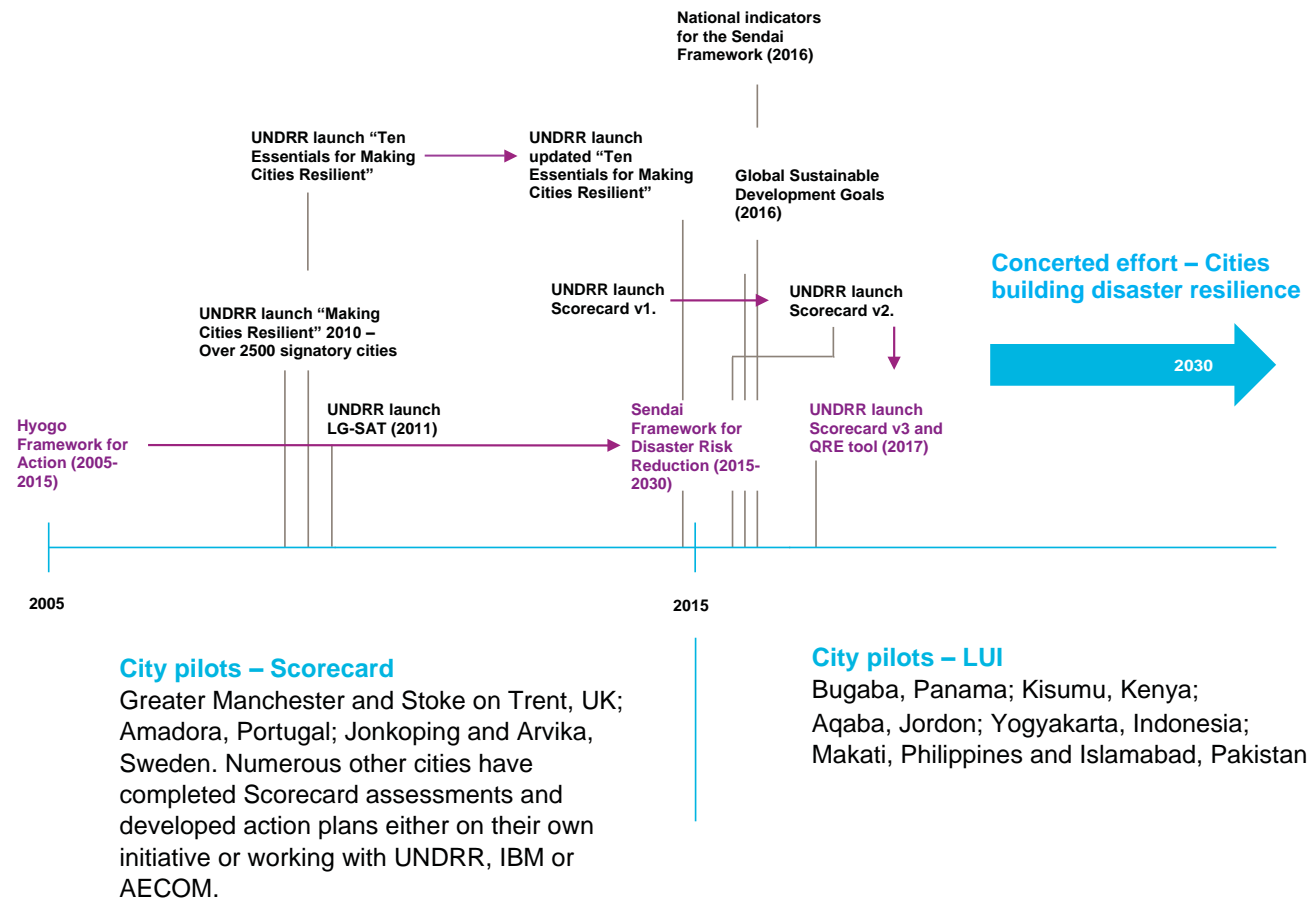 National indicators
for the Sendai
Framework (2016)
UNDRR launch “Ten
Essentials for Making
Cities Resilient”
UNDRR launch
updated “Ten
Essentials for Making
Cities Resilient”
Global Sustainable
Development Goals
(2016)
Concerted effort – Cities
building disaster resilience
2030
UNDRR launch
Scorecard v1.
UNDRR launch
Scorecard v2.
UNDRR launch “Making
Cities Resilient” 2010 –
Over 2500 signatory cities
Hyogo
Framework for
Action (2005-
2015)
UNDRR launch
LG-SAT (2011)
Sendai
Framework for
Disaster Risk
Reduction (2015-
2030)
UNDRR launch
Scorecard v3 and
QRE tool (2017)
2005
2015
City pilots – Scorecard
Greater Manchester and Stoke on Trent, UK;
Amadora, Portugal; Jonkoping and Arvika,
Sweden. Numerous other cities have
completed Scorecard assessments and
developed action plans either on their own
initiative or working with UNDRR, IBM or
AECOM.
City pilots – LUI
Bugaba, Panama; Kisumu, Kenya;
Aqaba, Jordon; Yogyakarta, Indonesia;
Makati, Philippines and Islamabad, Pakistan